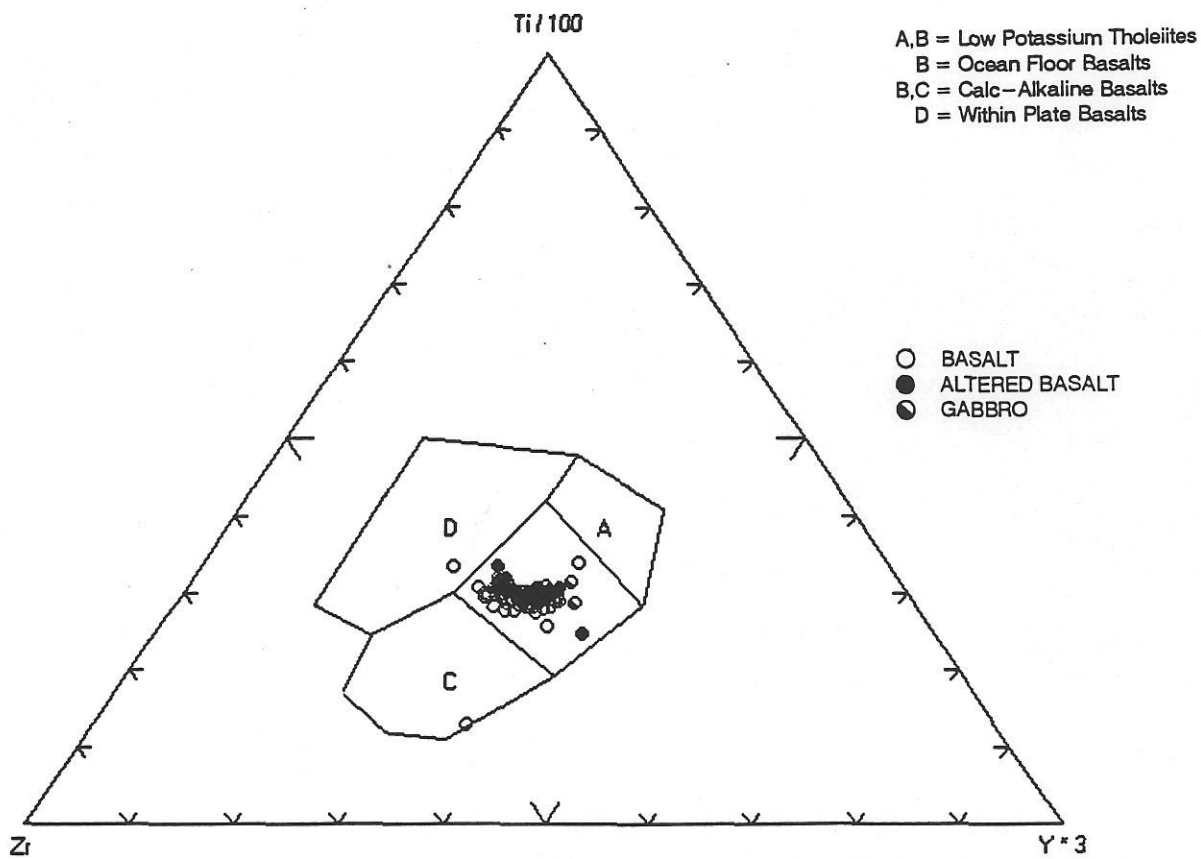 Ti/100
A,B = Low Potassium Tholeiites
B = Ocean Floor Basalts
B,C = Calc-Alkaline Basalts
D = Within Plate Basalts
BASALT
ALTERED BASALT
GABBRO
D
A
C
Zr
Y*3